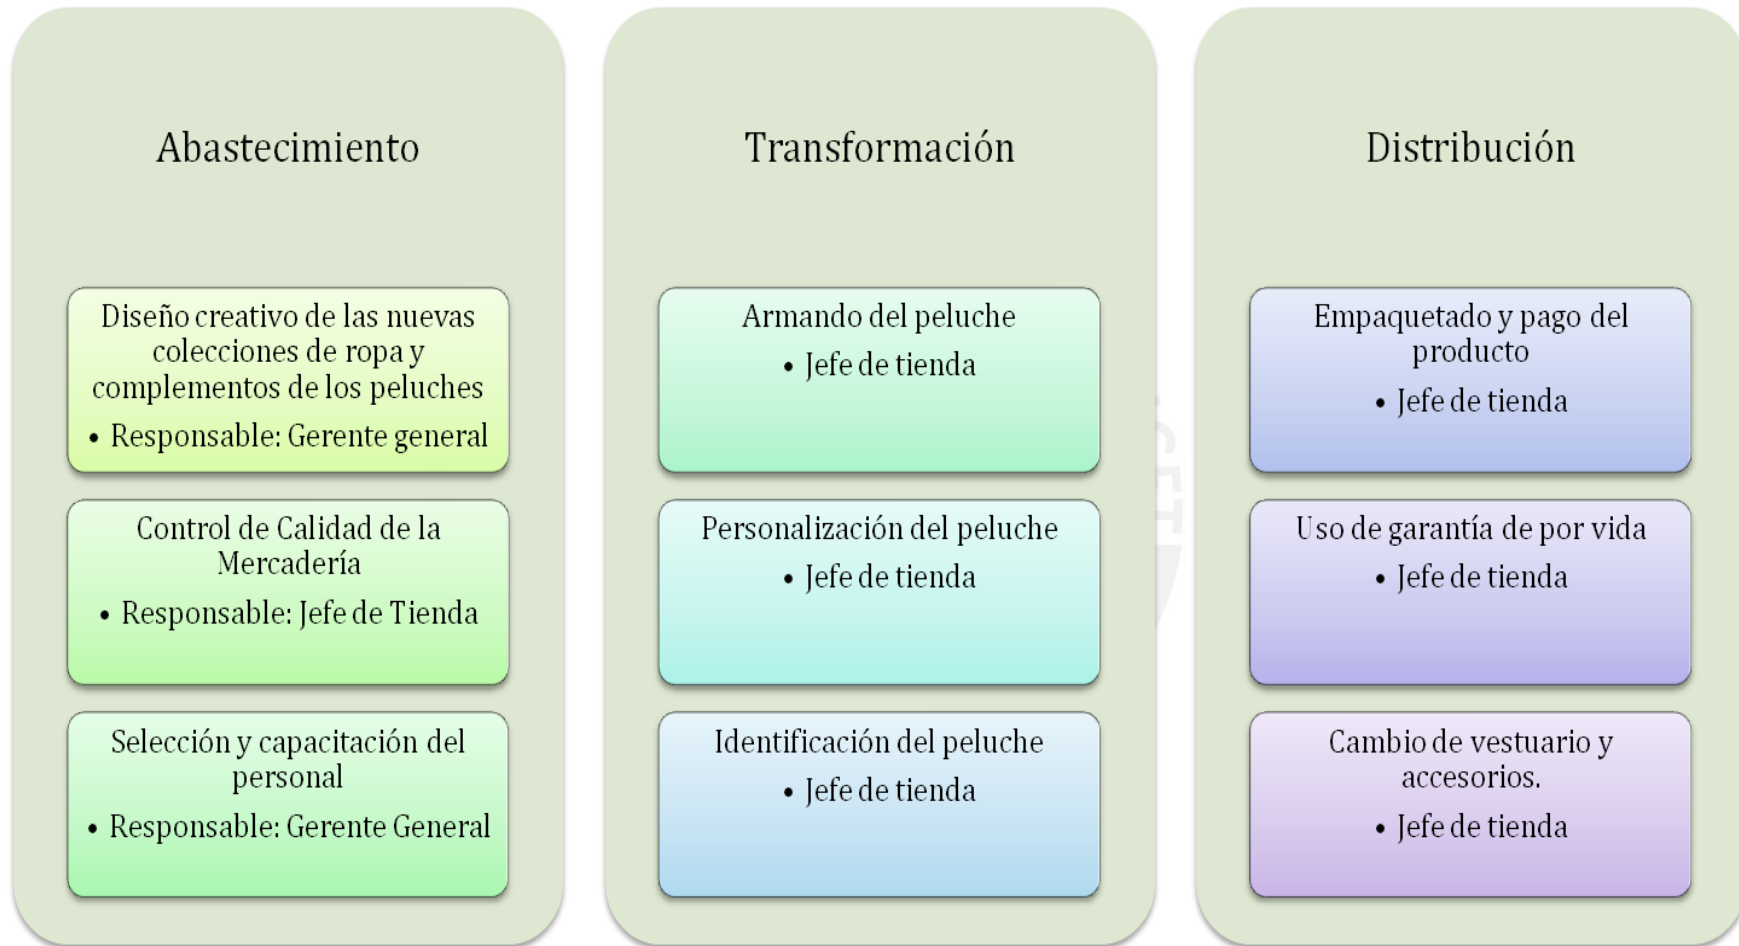 Abastecimiento
Diseño creativo de las nuevas
colecciones de ropa y
complementos de los peluches
• Responsable: Gerente general
Control de Calidad de la
Mercadería
• Responsable: Jefe de Tienda
Selección y capacitación del
personal
• Responsable: Gerente General
Transformación
Armando del peluche
• Jefe de tienda
Personalización del peluche
• Jefe de tienda
Identificación del peluche
• Jefe de tienda
Distribución
Empaquetado y pago del
producto
• Jefe de tienda
Uso de garantía de por vida
• Jefe de tienda
Cambio de vestuario y
accesorios.
• Jefe de tienda